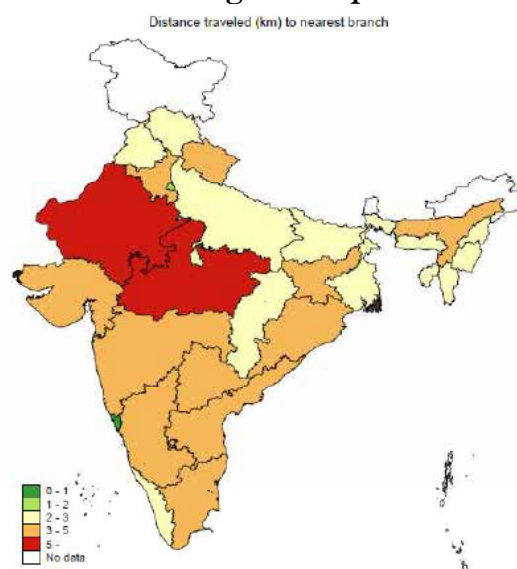 Distance traveled (km) to nearest branch
0 - 1
1 - 2
2 - 3
3 - 5
5 -
No data